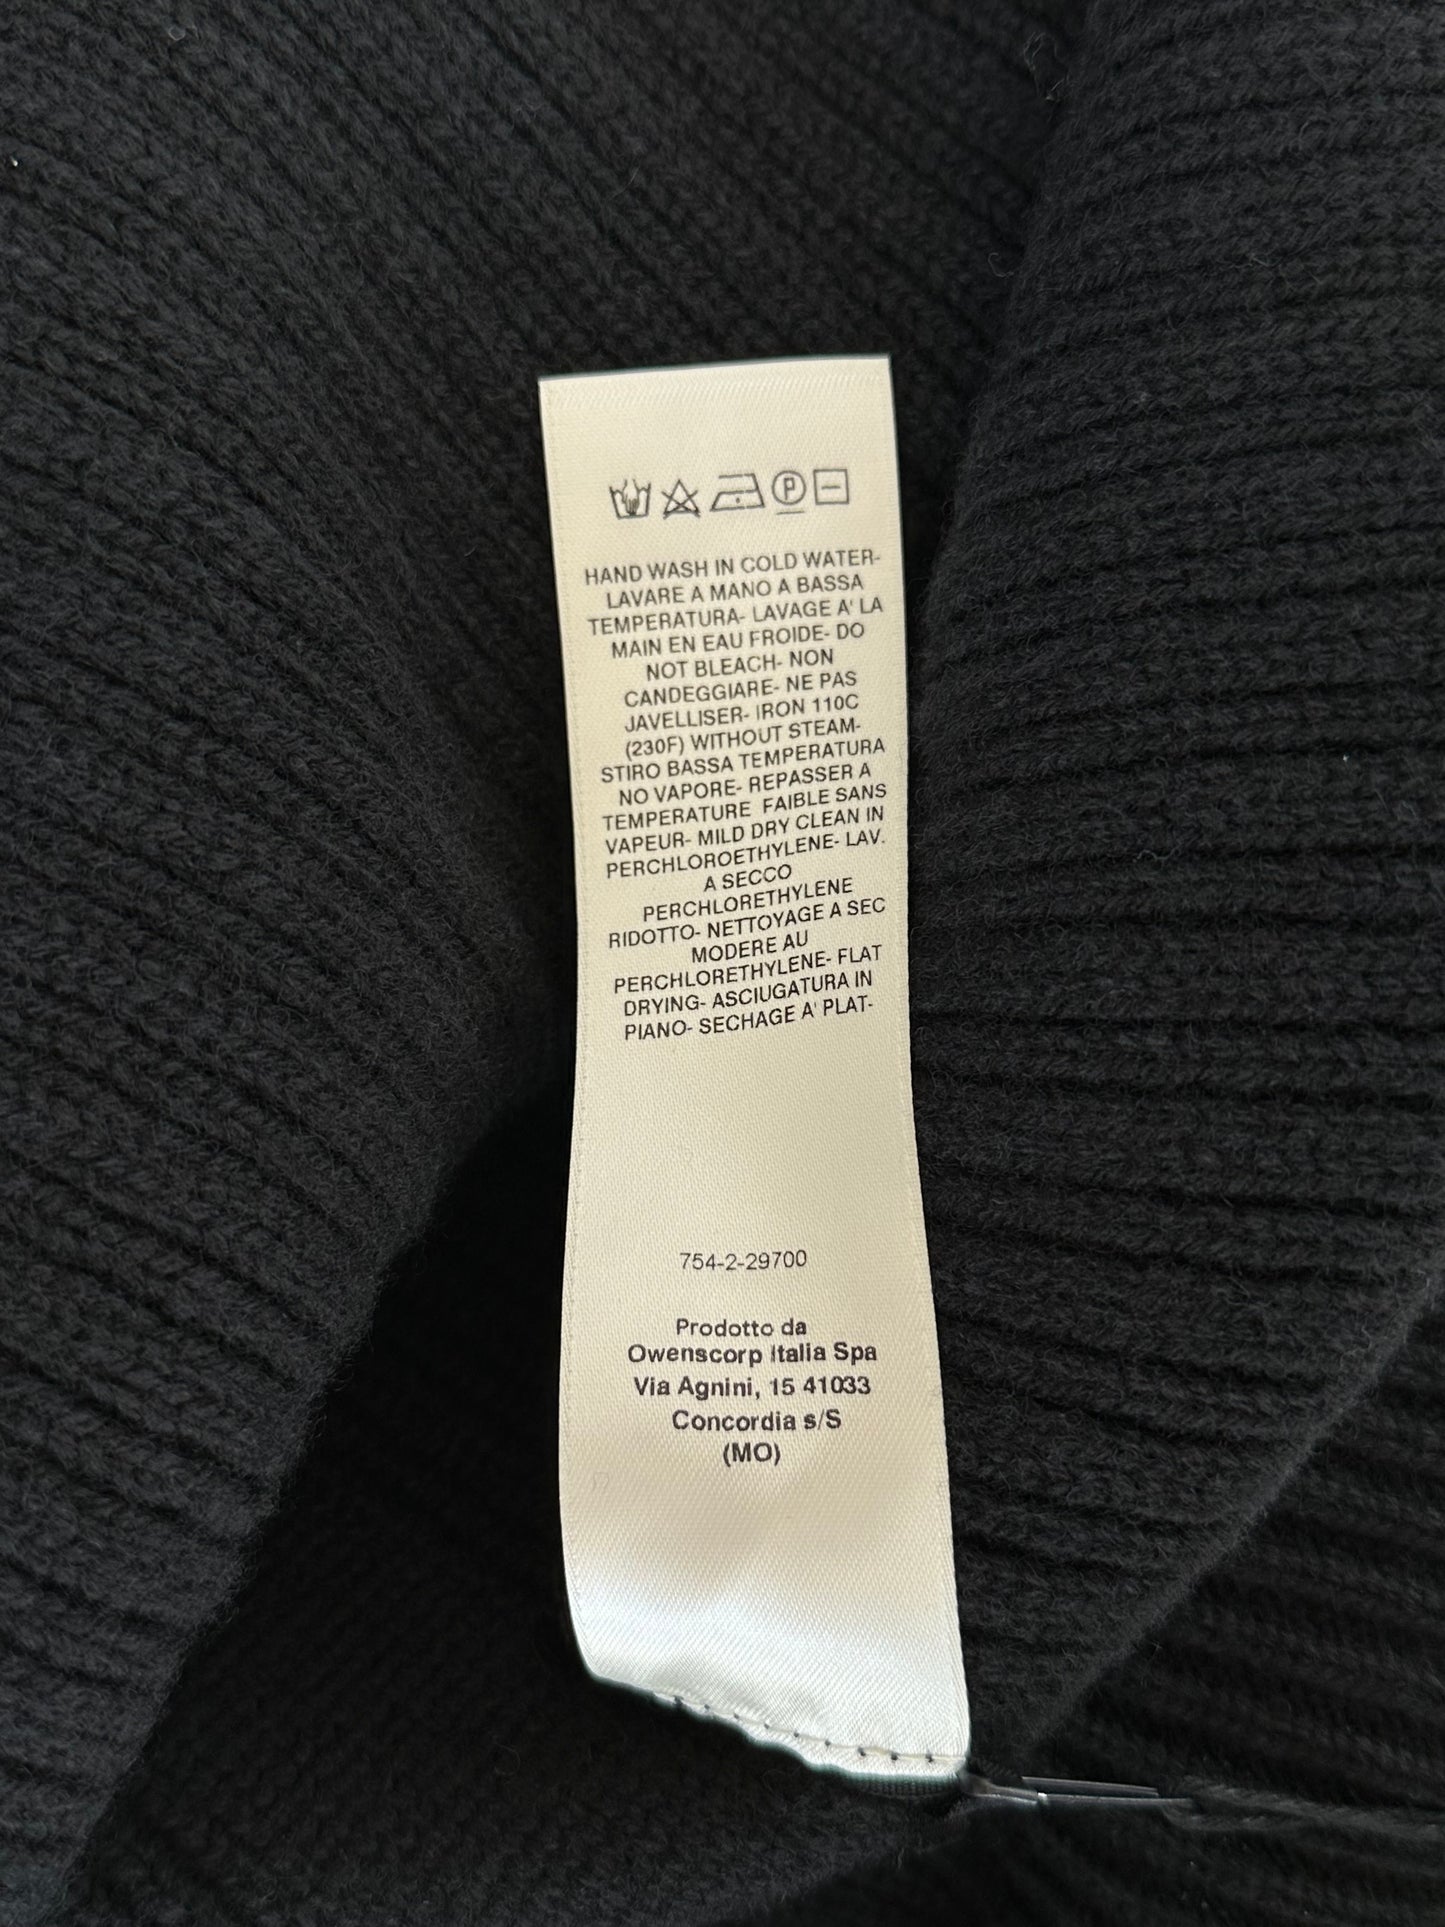 P
HAND WASH IN COLD WATER-
LAVARE A MANO A BASSA
TEMPERATURA- LAVAGE A' LA
MAIN EN EAU FROIDE- DO
NOT BLEACH- NON
CANDEGGIARE- NE PAS
JAVELLISER- IRON 110C
(230F) WITHOUT STEAM-
STIRO BASSA TEMPERATURA
NO VAPORE- REPASSER A
TEMPERATURE FAIBLE SANS
VAPEUR- MILD DRY CLEAN IN
PERCHLOROETHYLENE- LAV.
A SECCO
PERCHLORETHYLENE
RIDOTTO- NETTOYAGE A SEC
MODERE AU
PERCHLORETHYLENE- FLAT
DRYING- ASCIUGATURA IN
PIANO- SECHAGE A' PLAT-
754-2-29700
Prodotto da
Owenscorp Italia Spa
Via Agnini, 15 41033
Concordia s/S
(MO)